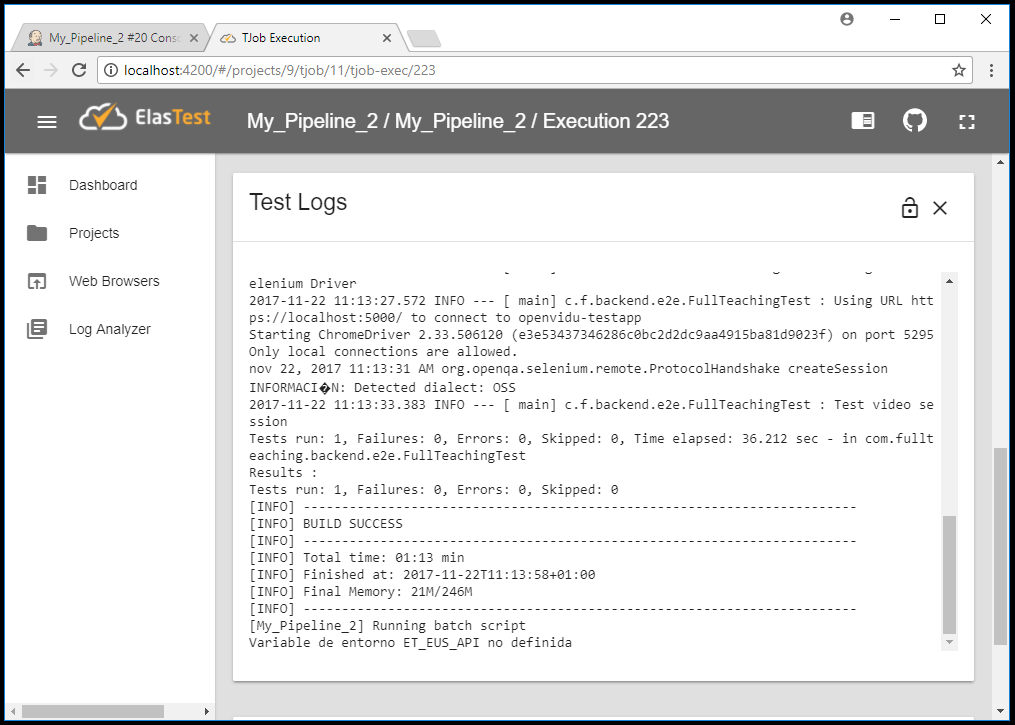 My_Pipeline_2 #20 Cons
TJob Execution
localhost:4200/#/projects/9/tjob/11/tjob-exec/223
ElasTest
My_Pipeline_2 / My_Pipeline_2 / Execution 223
Dashboard
Projects
Web Browsers
Log Analyzer
Test Logs
elenium Driver
2017-11-22 11:13:27.572 INFO --- [ main] c.f.backend.e2e.FullTeachingTest : Using URL htt
ps://localhost:5000/ to connect to openvidu-testapp
Starting ChromeDriver 2.33.506120 (e3e53437346286c0bc2d2dc9aa4915ba81d9023f) on port 5295
Only local connections are allowed.
nov 22, 2017 11:13:31 AM org.openqa.selenium.remote.ProtocolHandshake createSession
INFORMACI�N: Detected dialect: OSS
2017-11-22 11:13:33.383 INFO --- [ main] c.f.backend.e2e.FullTeachingTest : Test video se
ssion
Tests run: 1, Failures: 0, Errors: 0, Skipped: 0, Time elapsed: 36.212 sec - in com.fullt
eaching.backend.e2e.FullTeachingTest
Results :
Tests run: 1, Failures: 0, Errors: 0, Skipped: 0
[INFO] ------------------------------------------------------------------------
[INFO] BUILD SUCCESS
[INFO] ------------------------------------------------------------------------
[INFO] Total time: 01:13 min
[INFO] Finished at: 2017-11-22T11:13:58+01:00
[INFO] Final Memory: 21M/246M
[INFO] ------------------------------------------------------------------------
[My_Pipeline_2] Running batch script
Variable de entorno ET_EUS_API no definida